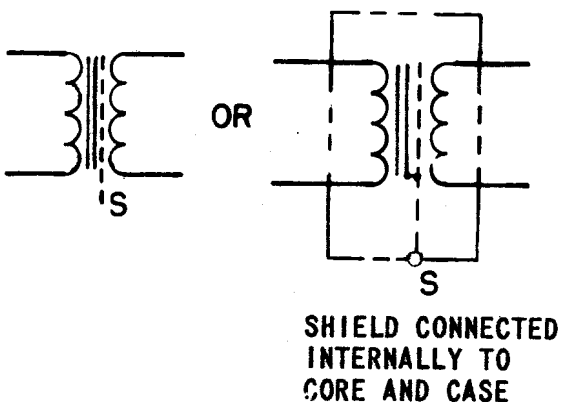 OR
S
S
SHIELD CONNECTED
INTERNALLY TO
CORE AND CASE